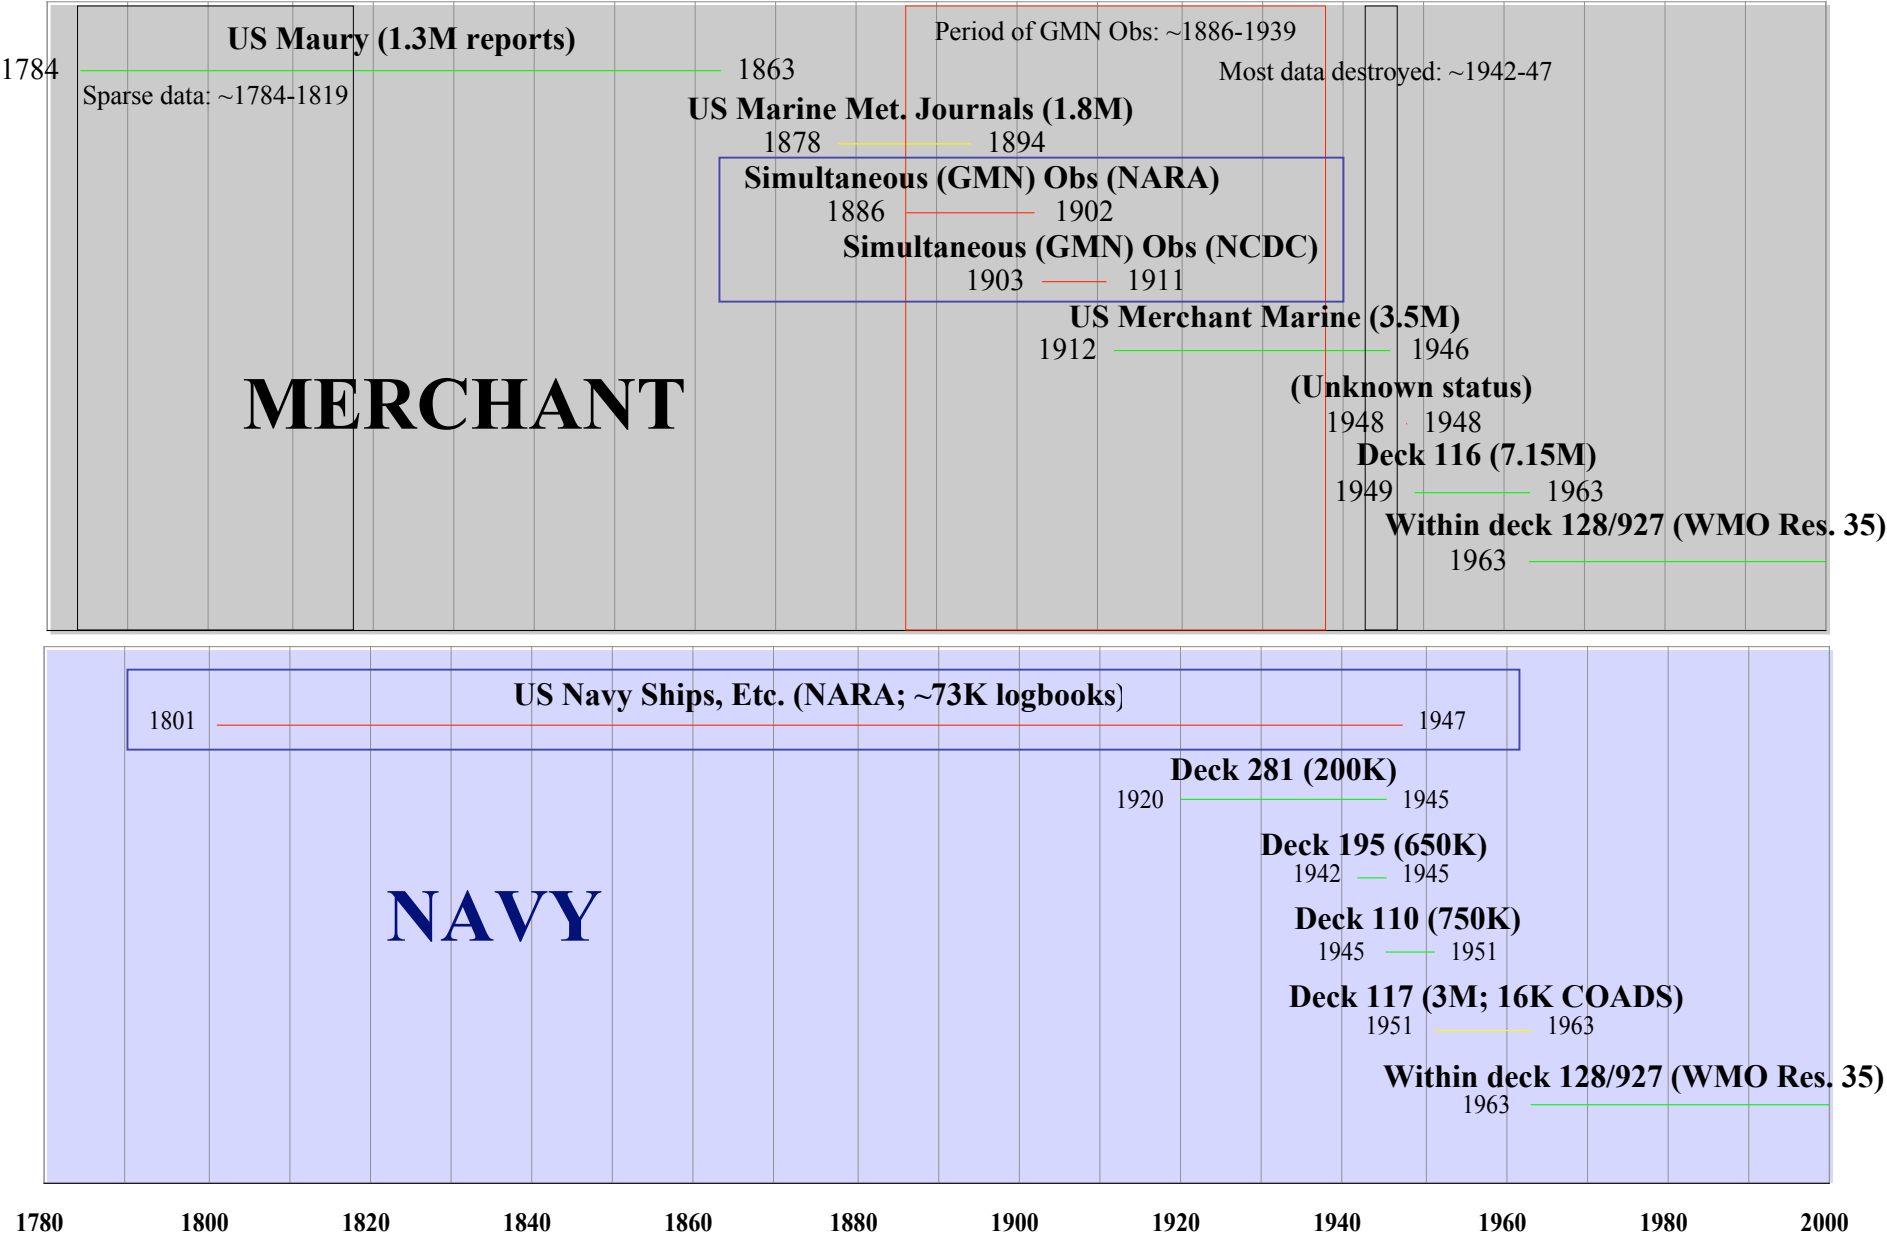 US Maury (1.3M reports)
Period of GMN Obs: ~1886-1939
1784 1863
Most data destroyed: ~1942-47
Sparse data: ~1784-1819
US Marine Met. Journals (1.8M)
1878 1894
Simultaneous (GMN) Obs (NARA)
1886 1902
Simultaneous (GMN) Obs (NCDC)
1903 1911
US Merchant Marine (3.5M)
1912 1946
MERCHANT
(Unknown status)
1948 1948
Deck 116 (7.15M)
1949 1963
Within deck 128/927 (WMO Res. 35)
1963
US Navy Ships, Etc. (NARA; ~73K logbooks)
1801 1947
Deck 281 (200K)
1920 1945
Deck 195 (650K)
1942 1945
NAVY
Deck 110 (750K)
1945 1951
Deck 117 (3M; 16K COADS)
1951 1963
Within deck 128/927 (WMO Res. 35)
1963
1780 1800 1820 1840 1860 1880 1900 1920 1940 1960 1980 2000